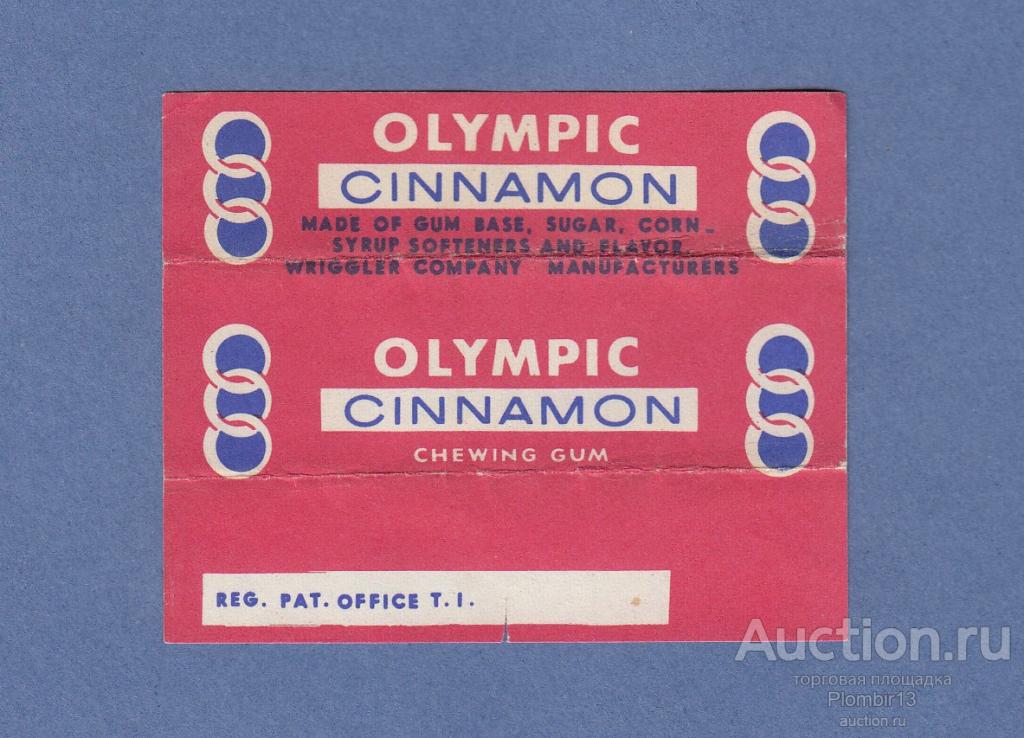 OLYMPIC
CINNAMON
MADE OF GUM BASE, SUGAR, CORN-
SYRUP SOFTENERS AND FLAVOR.
WRIGGLER COMPANY MANUFACTURERS
OLYMPIC
CINNAMON
CHEWING GUM
REG. PAT. OFFICE T.I.
Auction.ru
торговая площадка
Plombir13
auction.ru